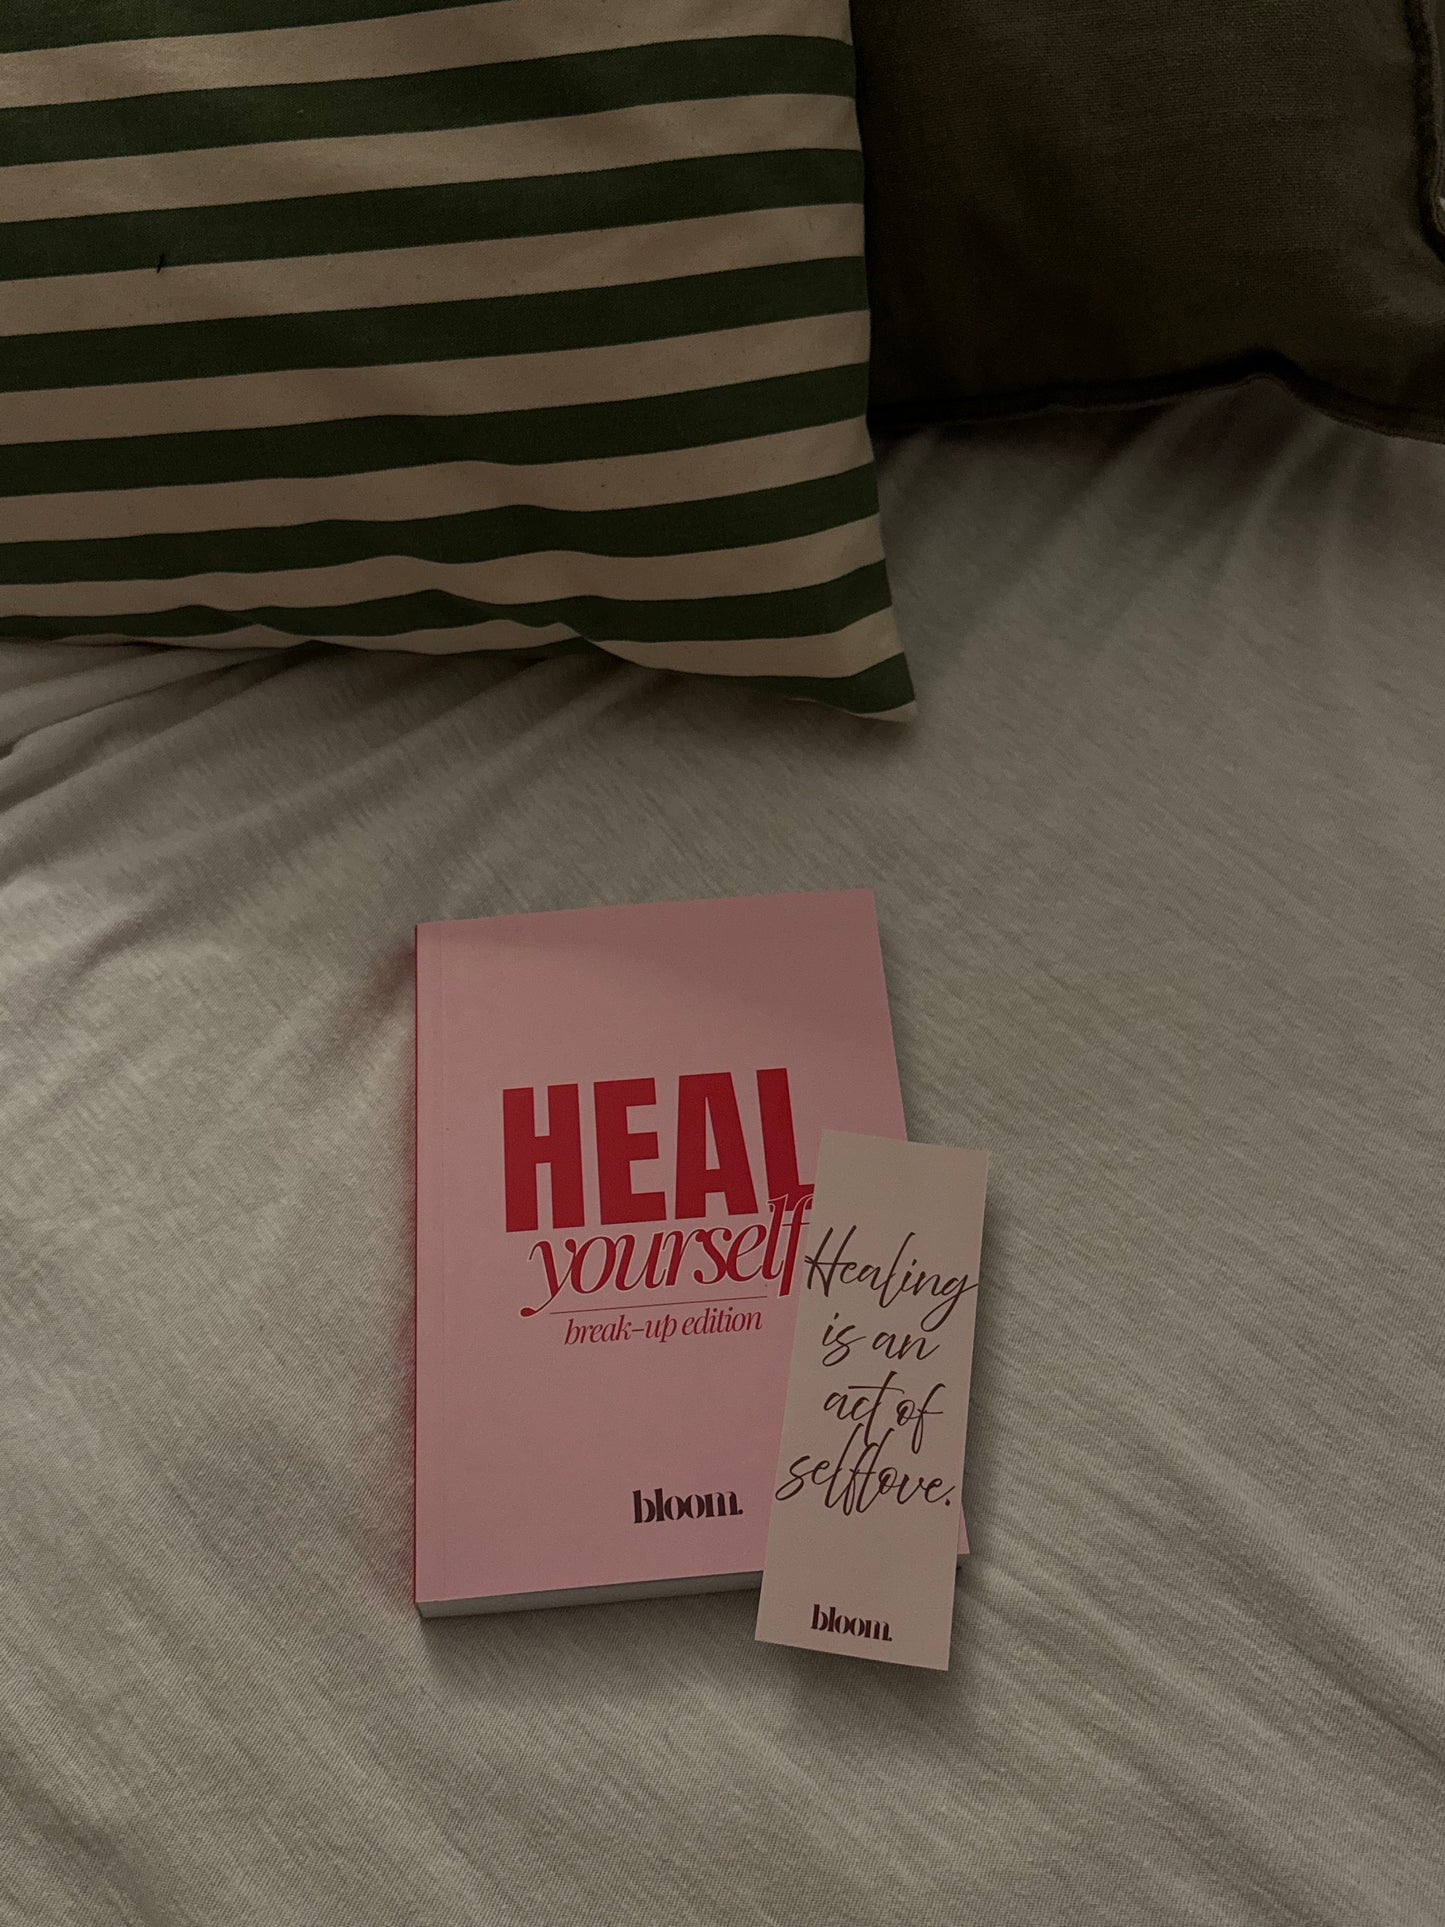 HEAL
yourself
break-up edition
bloom.
Healing
is an
act of
selflove.
bloom.